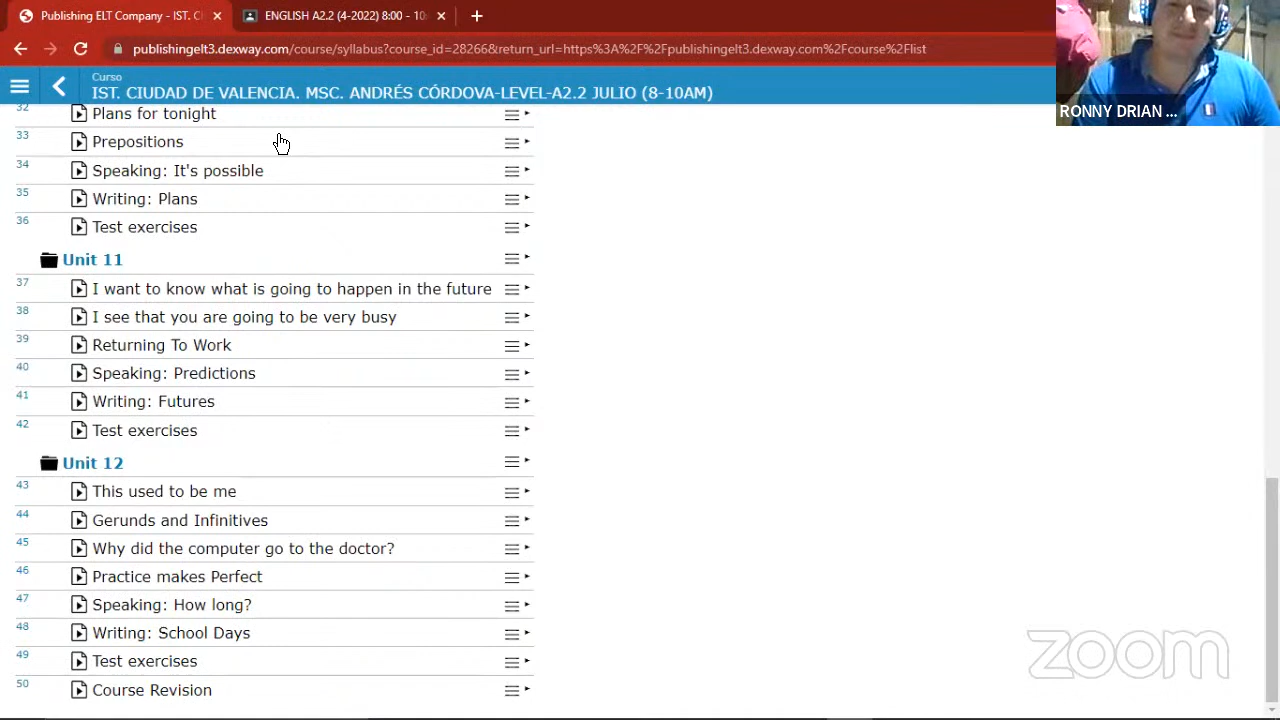 Publishing ELT Company - IST. C
ENGLISH A2.2 (4-2022) 8:00 - 10:
publishingelt3.dexway.com/course/syllabus?course_id=28266&return_url=https%3A%2F%2Fpublishingelt3.dexway.com%2Fcourse%2Flist
Curso
IST. CIUDAD DE VALENCIA. MSC. ANDRÉS CÓRDOVA-LEVEL-A2.2 JULIO (8-10AM)
RONNY DRIAN ...
32 Plans for tonight
33 Prepositions
34 Speaking: It's possible
35 Writing: Plans
36 Test exercises
Unit 11
37 I want to know what is going to happen in the future
38 I see that you are going to be very busy
39 Returning To Work
40 Speaking: Predictions
41 Writing: Futures
42 Test exercises
Unit 12
43 This used to be me
44 Gerunds and Infinitives
45 Why did the computer go to the doctor?
46 Practice makes Perfect
47 Speaking: How long?
48 Writing: School Days
49 Test exercises
50 Course Revision
zoom